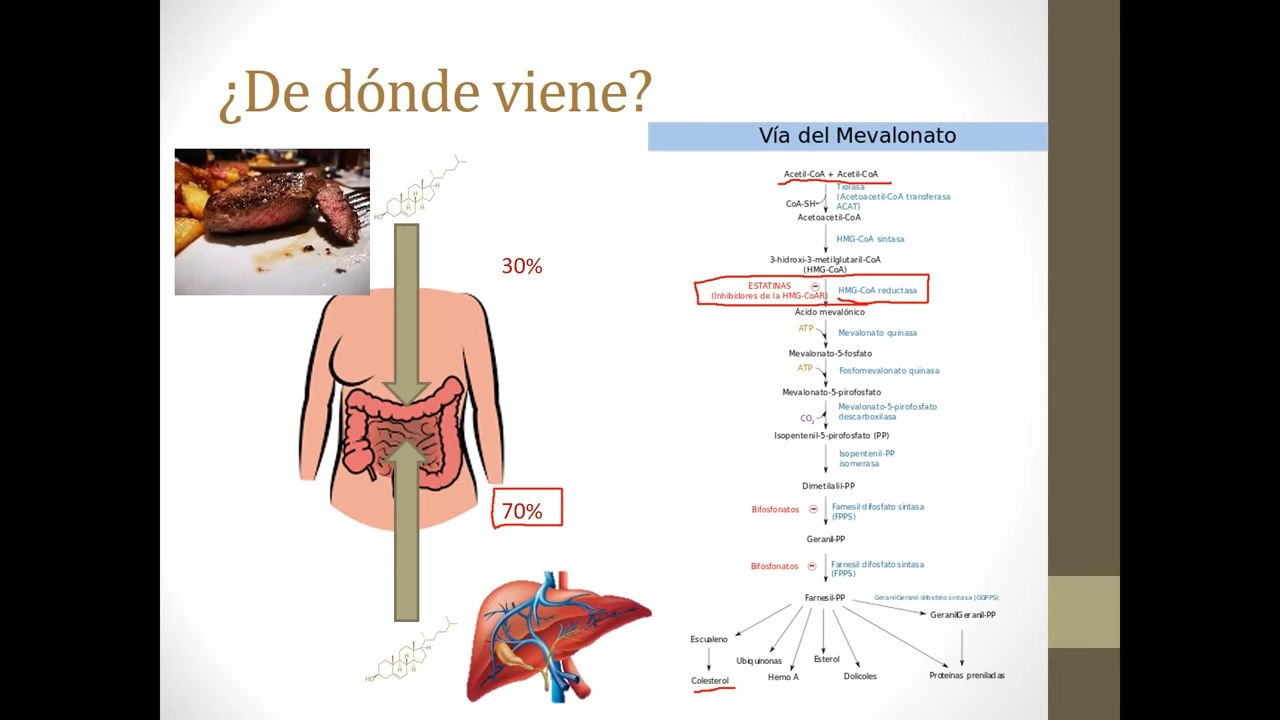 ¿De dónde viene?
30%
70%
HO
H
H
H
HO
H
H
H
Vía del Mevalonato
Acetil-CoA + Acetil-CoA
Tiolasa
(Acetoacetil-CoA transferasa
ACAT)
CoA-SH
Acetoacetil-CoA
HMG-CoA sintasa
3-hidroxi-3-metilglutaril-CoA
(HMG-CoA)
ESTATINAS
(Inhibidores de la HMG-CoAR)
HMG-CoA reductasa
Ácido mevalónico
ATP
Mevalonato quinasa
Mevalonato-5-fosfato
ATP
Fosfomevalonato quinasa
Mevalonato-5-pirofosfato
CO2
Mevalonato-5-pirofosfato
descarboxilasa
Isopentenil-5-pirofosfato (PP)
Isopentenil-PP
isomerasa
Dimetilalil-PP
Bifosfonatos
Farnesil difosfato sintasa
(FPPS)
Geranil-PP
Bifosfonatos
Farnesil difosfato sintasa
(FPPS)
Farnesil-PP
GeranilGeranil difosfato sintasa (GGPPS)
GeranilGeranil-PP
Escualeno
Ubiquinonas
Hemo A
Esterol
Dolicoles
Proteínas preniladas
Colesterol